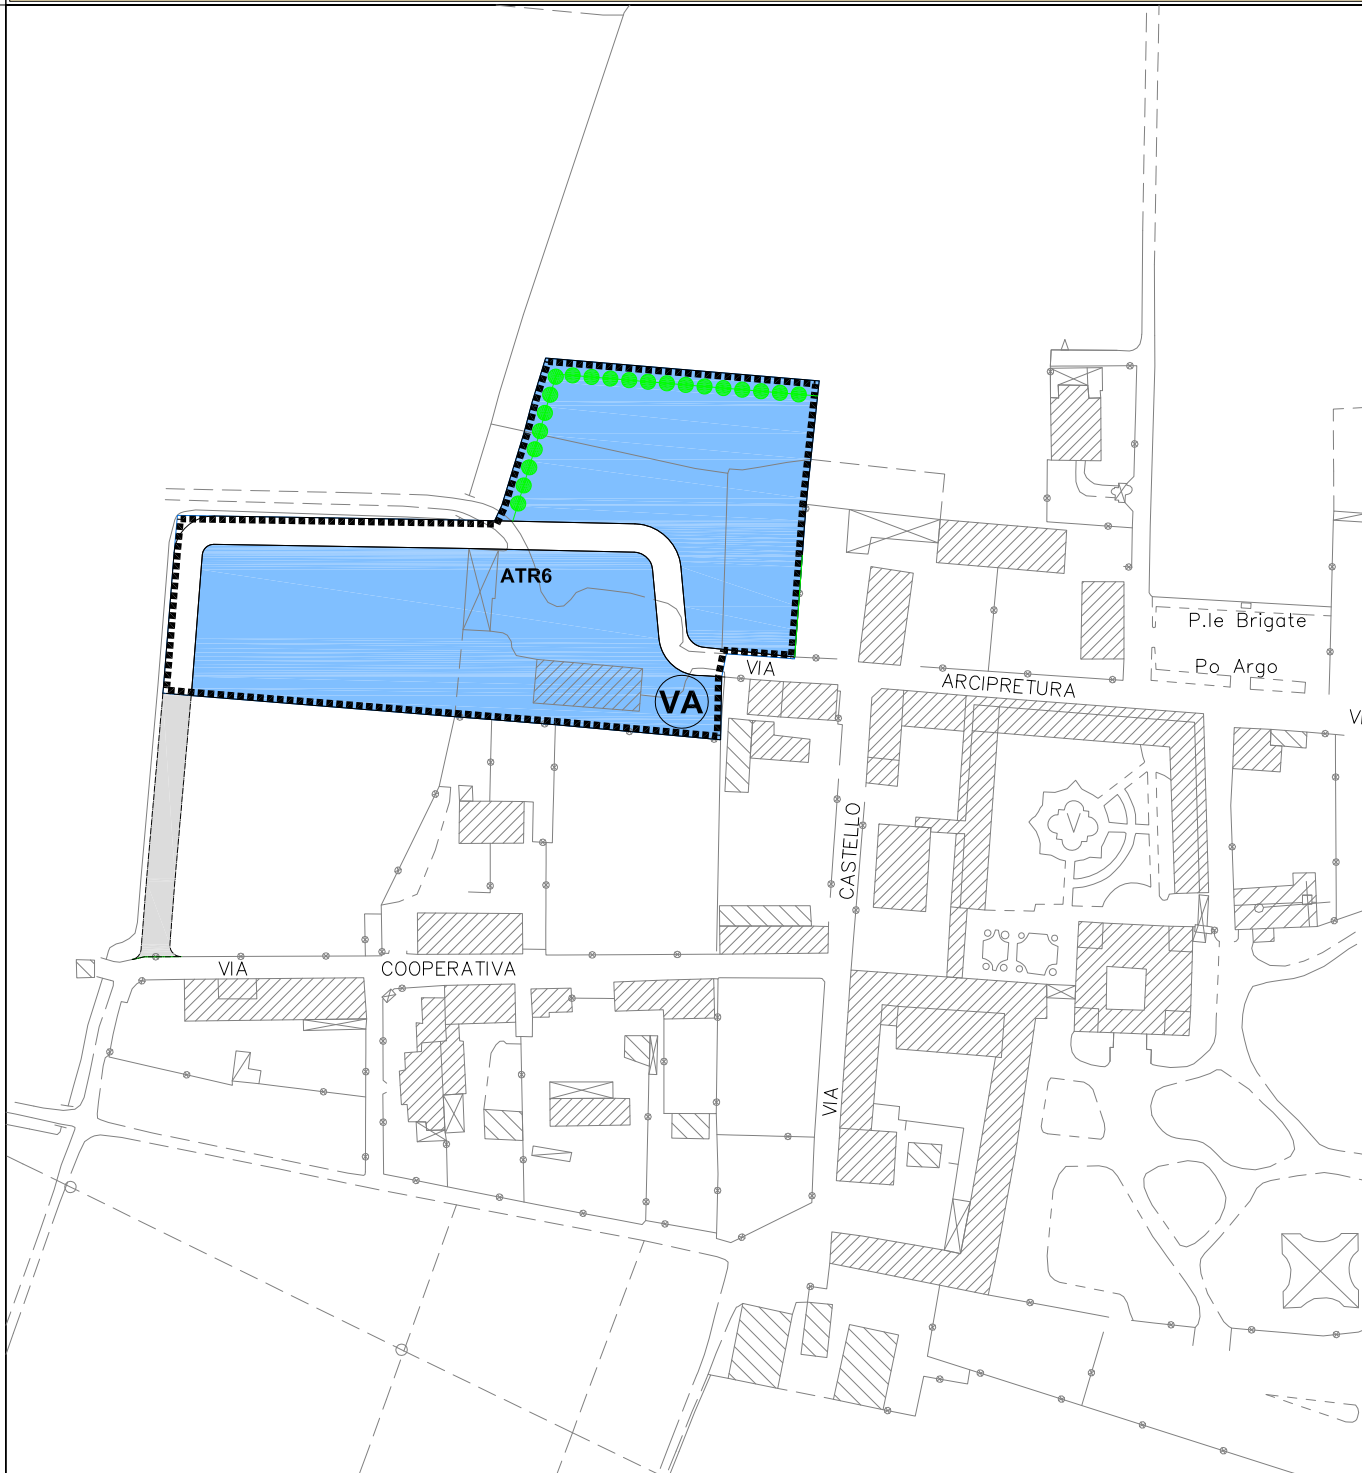 ATR6
P.le Brigate
VIA
Po Argo
ARCIPRETURA
VA
CASTELLO
VIA
COOPERATIVA
VIA